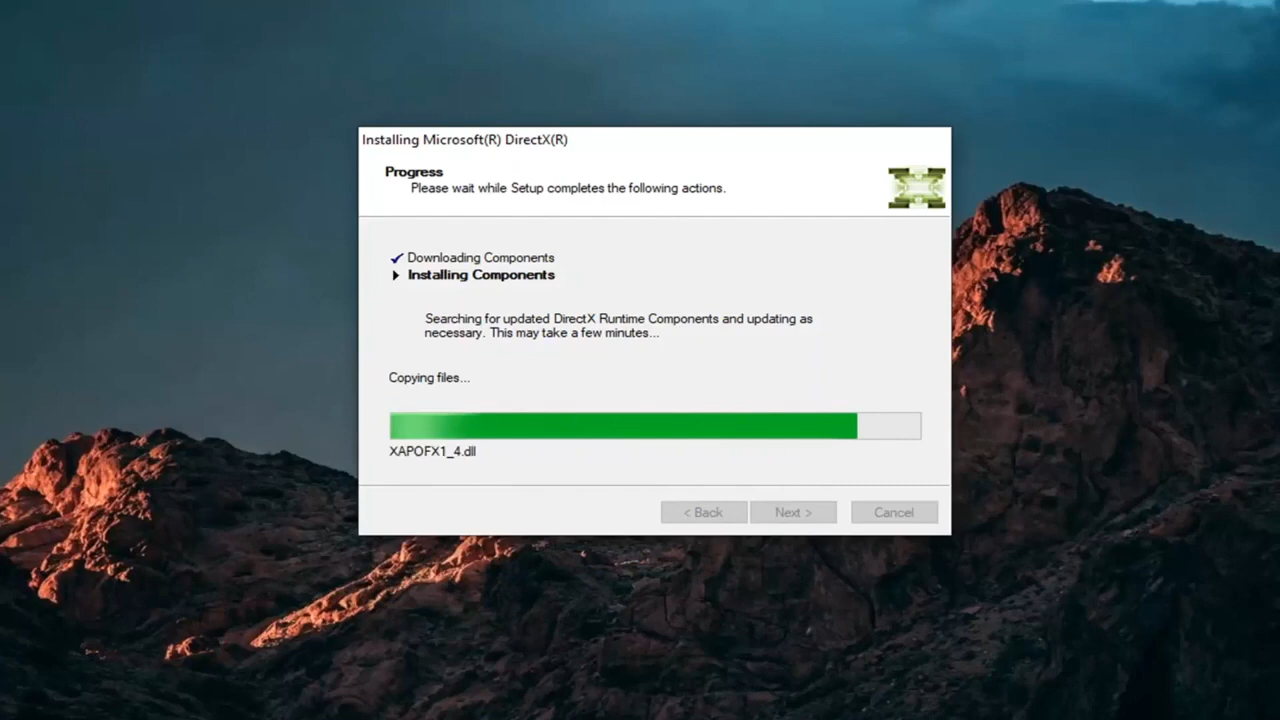 Installing Microsoft(R) DirectX(R)
Progress
Please wait while Setup completes the following actions.
Downloading Components
Installing Components
Searching for updated DirectX Runtime Components and updating as
necessary. This may take a few minutes...
Copying files...
XAPOFX1_4.dll
< Back
Next >
Cancel